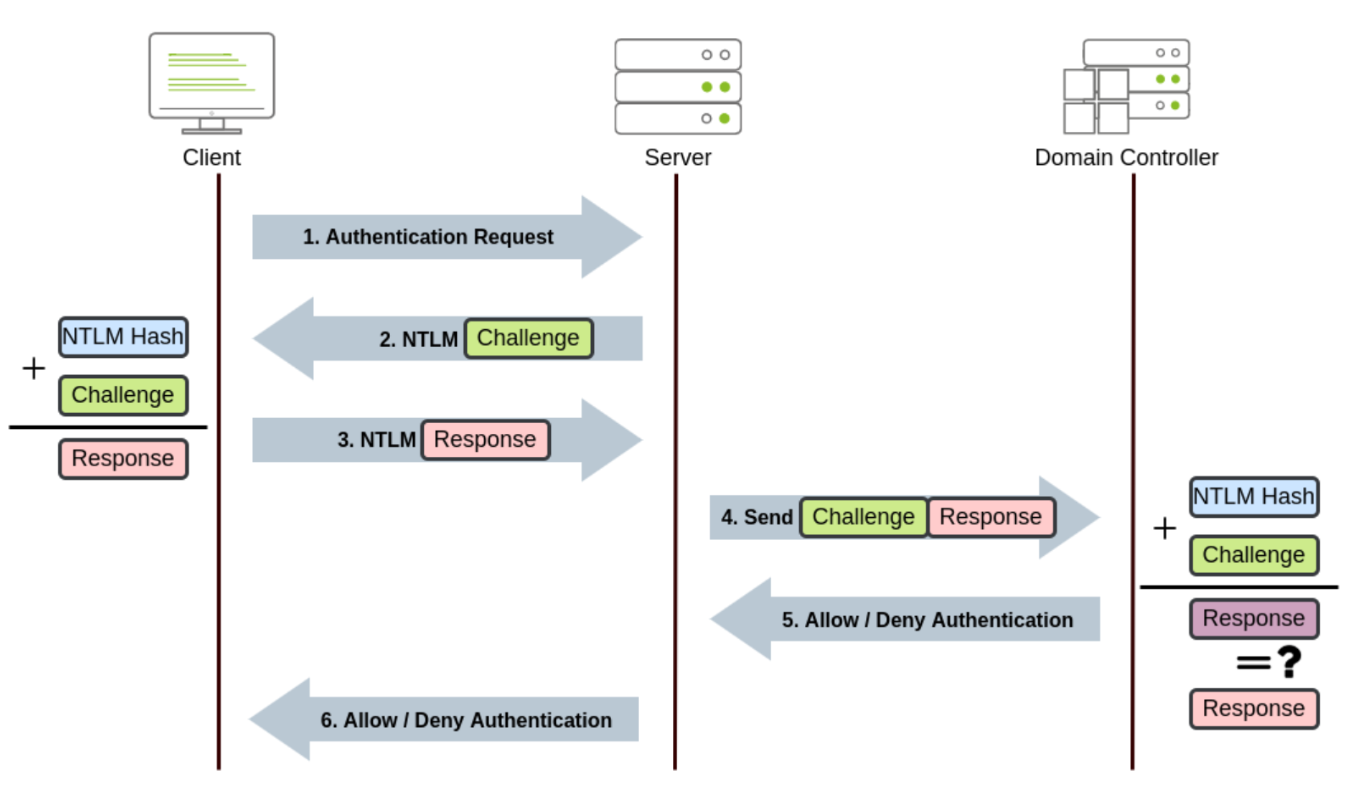 Client
Server
Domain Controller
1. Authentication Request
2. NTLM Challenge
NTLM Hash
+
Challenge
Response
3. NTLM Response
4. Send Challenge Response
NTLM Hash
+
Challenge
Response
=?
Response
5. Allow / Deny Authentication
6. Allow / Deny Authentication